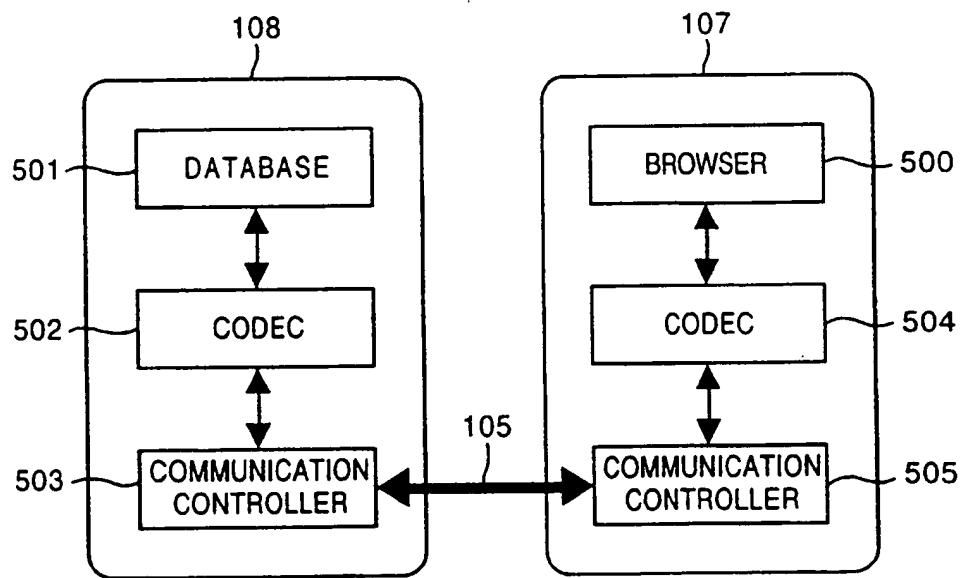 108
107
501
DATABASE
BROWSER
500
502
CODEC
CODEC
504
105
503
COMMUNICATION
CONTROLLER
COMMUNICATION
CONTROLLER
505